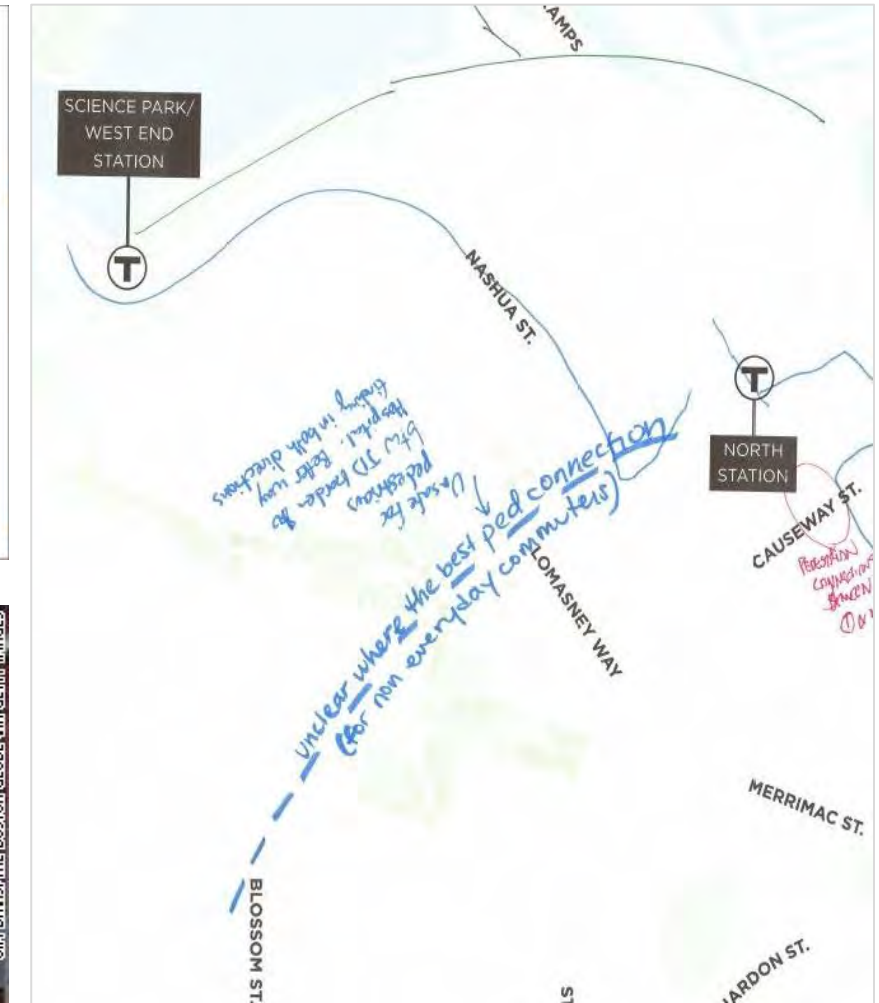 AMPS
SCIENCE PARK/
WEST END
STATION
T
NASHUA ST.
T
NORTH
STATION
CAUSEWAY ST.
PEDESTRIAN
CONNECTION
Unsafe for
pedestrians
btw TD Garden
Hospital. Better way
finding in both directions
unclear where the best ped connection
(for non everyday commuters)
LOMASNEY WAY
MERRIMAC ST.
BLOSSOM ST.
ST
ARDON ST.